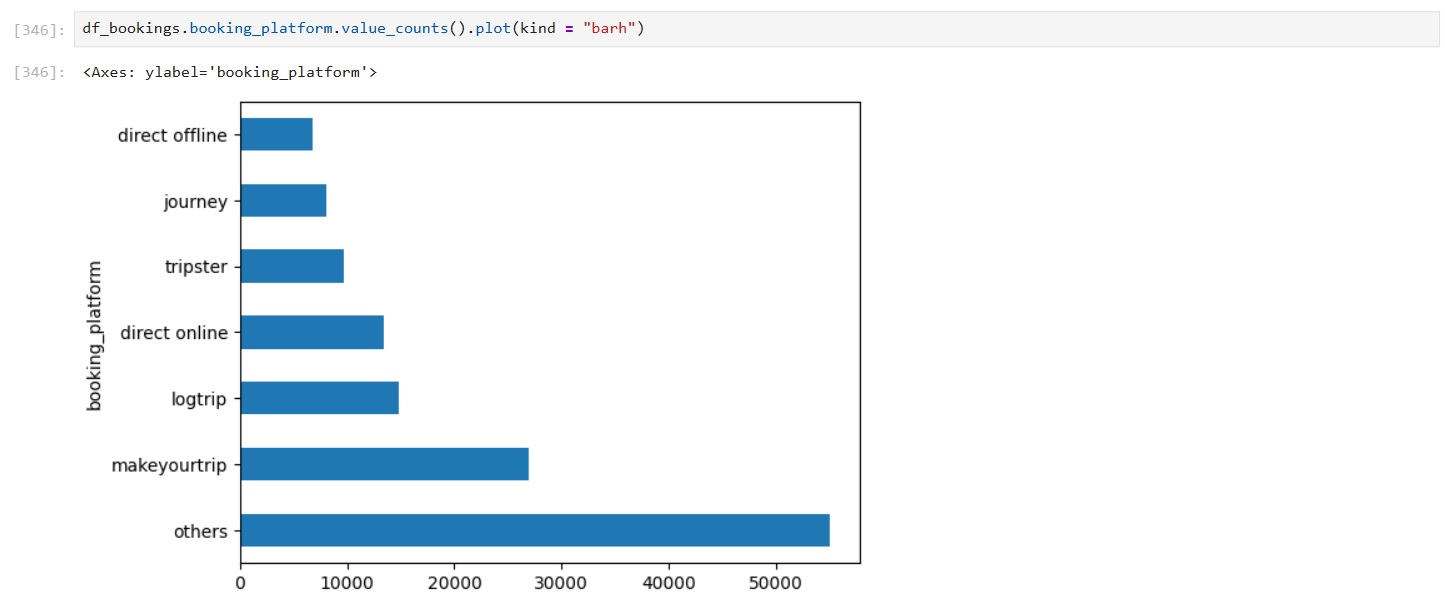 [346]: df_bookings.booking_platform.value_counts().plot(kind = "barh")
[346]: <Axes: ylabel='booking_platform'>
direct offline
journey
tripster
direct online
logtrip
makeyourtrip
others
booking_platform
0 10000 20000 30000 40000 50000